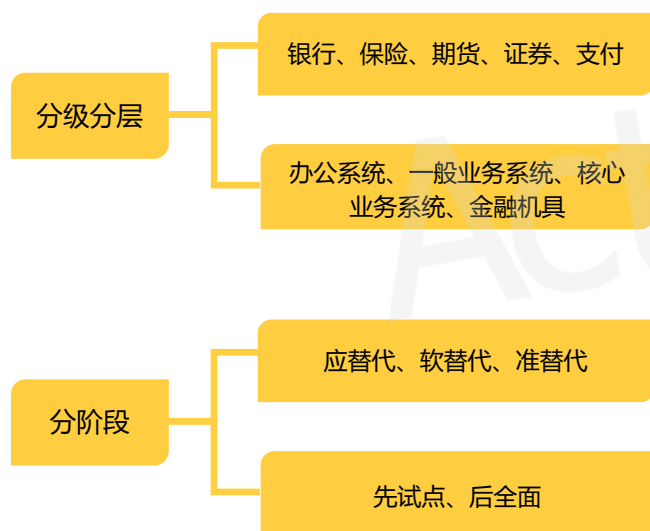 银行、保险、期货、证券、支付
分级分层
办公系统、一般业务系统、核心
业务系统、金融机具
应替代、软替代、准替代
分阶段
先试点、后全面